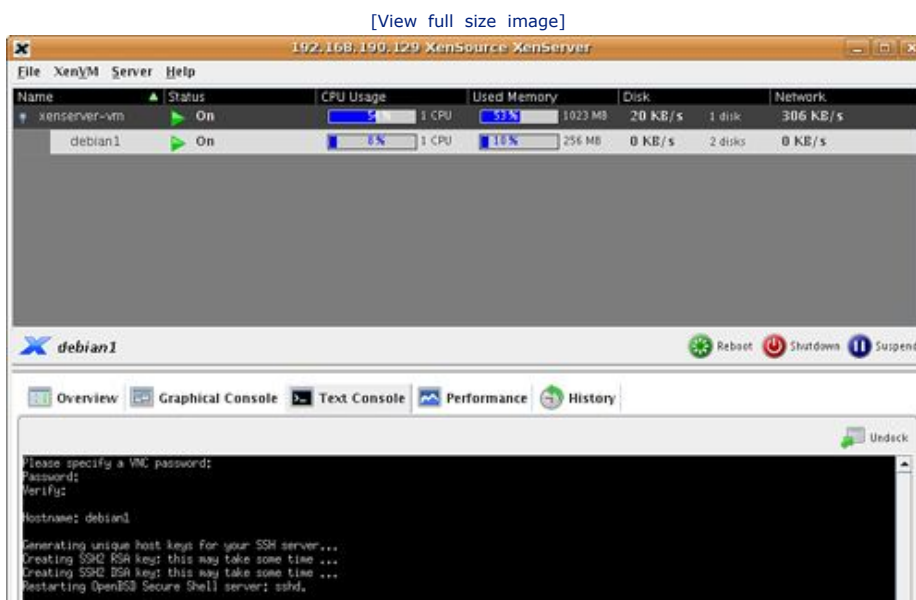 [View full size image]
192.168.190.129 XenSource XenServer
File XenVM Server Help
Name Status CPU Usage Used Memory Disk Network
xenserver-vm On 1 CPU 53% 1023 MB 20 KB/s 1 disk 306 KB/s
debian1 On 8% 1 CPU 18% 256 MB 0 KB/s 2 disks 0 KB/s
debian1 Reboot Shutdown Suspend
Overview Graphical Console Text Console Performance History
Undock
Please specify a VNC password:
Password:
Verify:
Hostname: debian1
Generating unique host keys for your SSH server...
Creating SSH2 RSA key: this may take some time ...
Creating SSH2 DSA key: this may take some time ...
Restarting OpenBSD Secure Shell server: sshd.